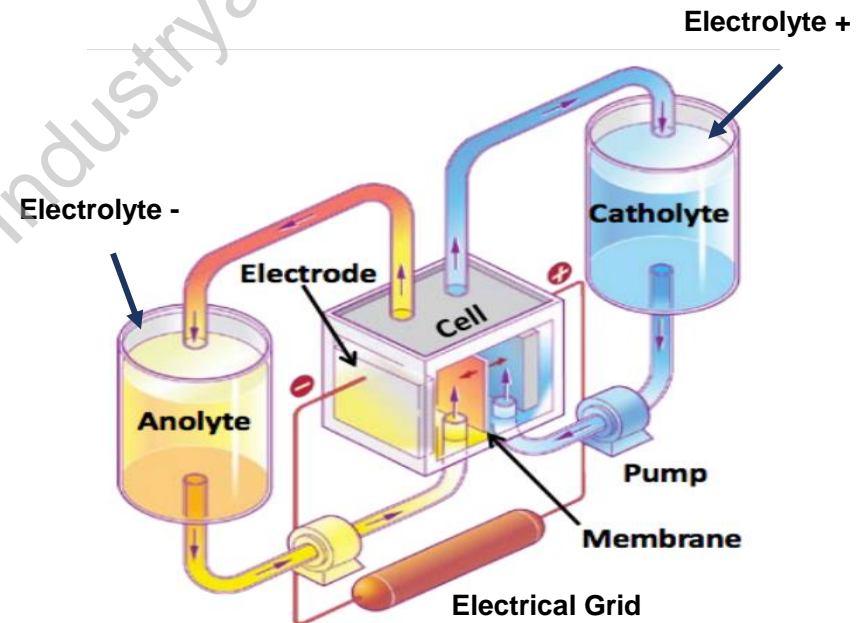 Electrolyte +
Electrolyte -
Catholyte
Electrode
+
Cell
-
Anolyte
Pump
Membrane
Electrical Grid